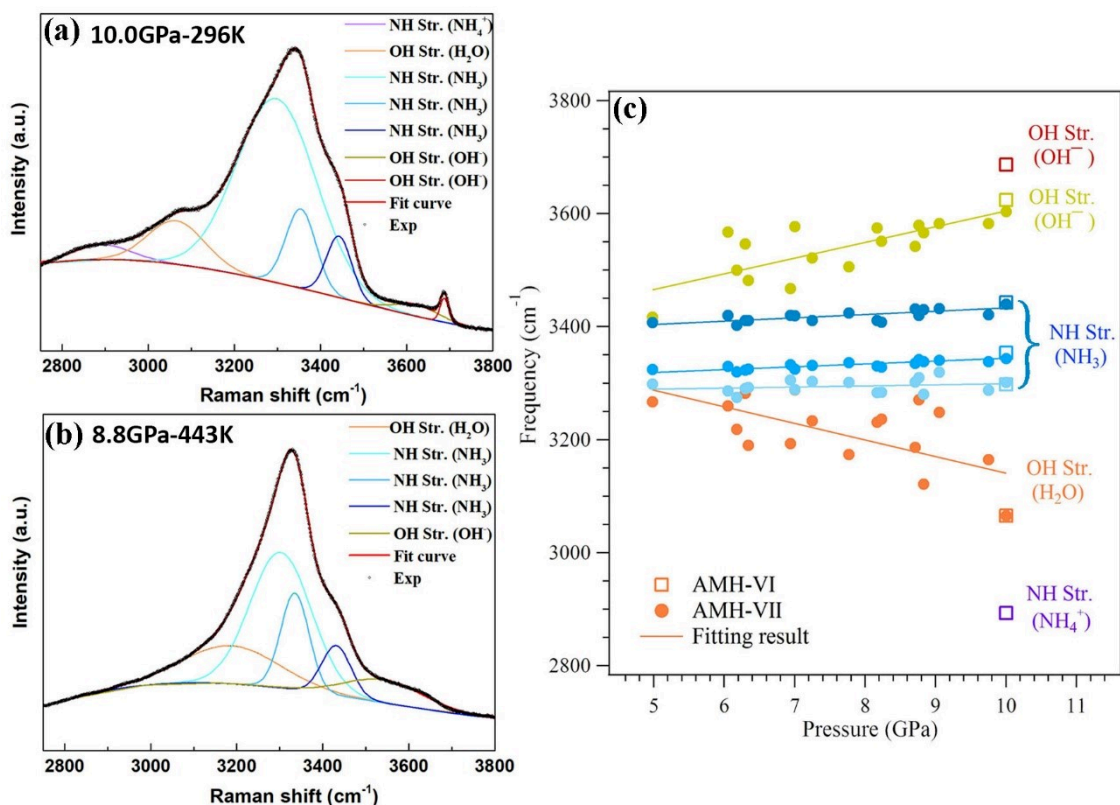 (a) 10.0GPa-296K
NH Str. (NH₄⁺)
OH Str. (H₂O)
NH Str. (NH₃)
NH Str. (NH₃)
NH Str. (NH₃)
OH Str. (OH⁻)
OH Str. (OH⁻)
Fit curve
Exp
Intensity (a.u.)
2800 3000 3200 3400 3600 3800
Raman shift (cm⁻¹)
(b) 8.8GPa-443K
OH Str. (H₂O)
NH Str. (NH₃)
NH Str. (NH₃)
NH Str. (NH₃)
OH Str. (OH⁻)
Fit curve
Exp
Intensity (a.u.)
2800 3000 3200 3400 3600 3800
Raman shift (cm⁻¹)
(c)
3800
3600
3400
3200
3000
2800
Frequency (cm⁻¹)
OH Str.
(OH⁻)
OH Str.
(OH⁻)
NH Str.
(NH₃)
OH Str.
(H₂O)
NH Str.
(NH₄⁺)
AMH-VI
AMH-VII
Fitting result
5 6 7 8 9 10 11
Pressure (GPa)